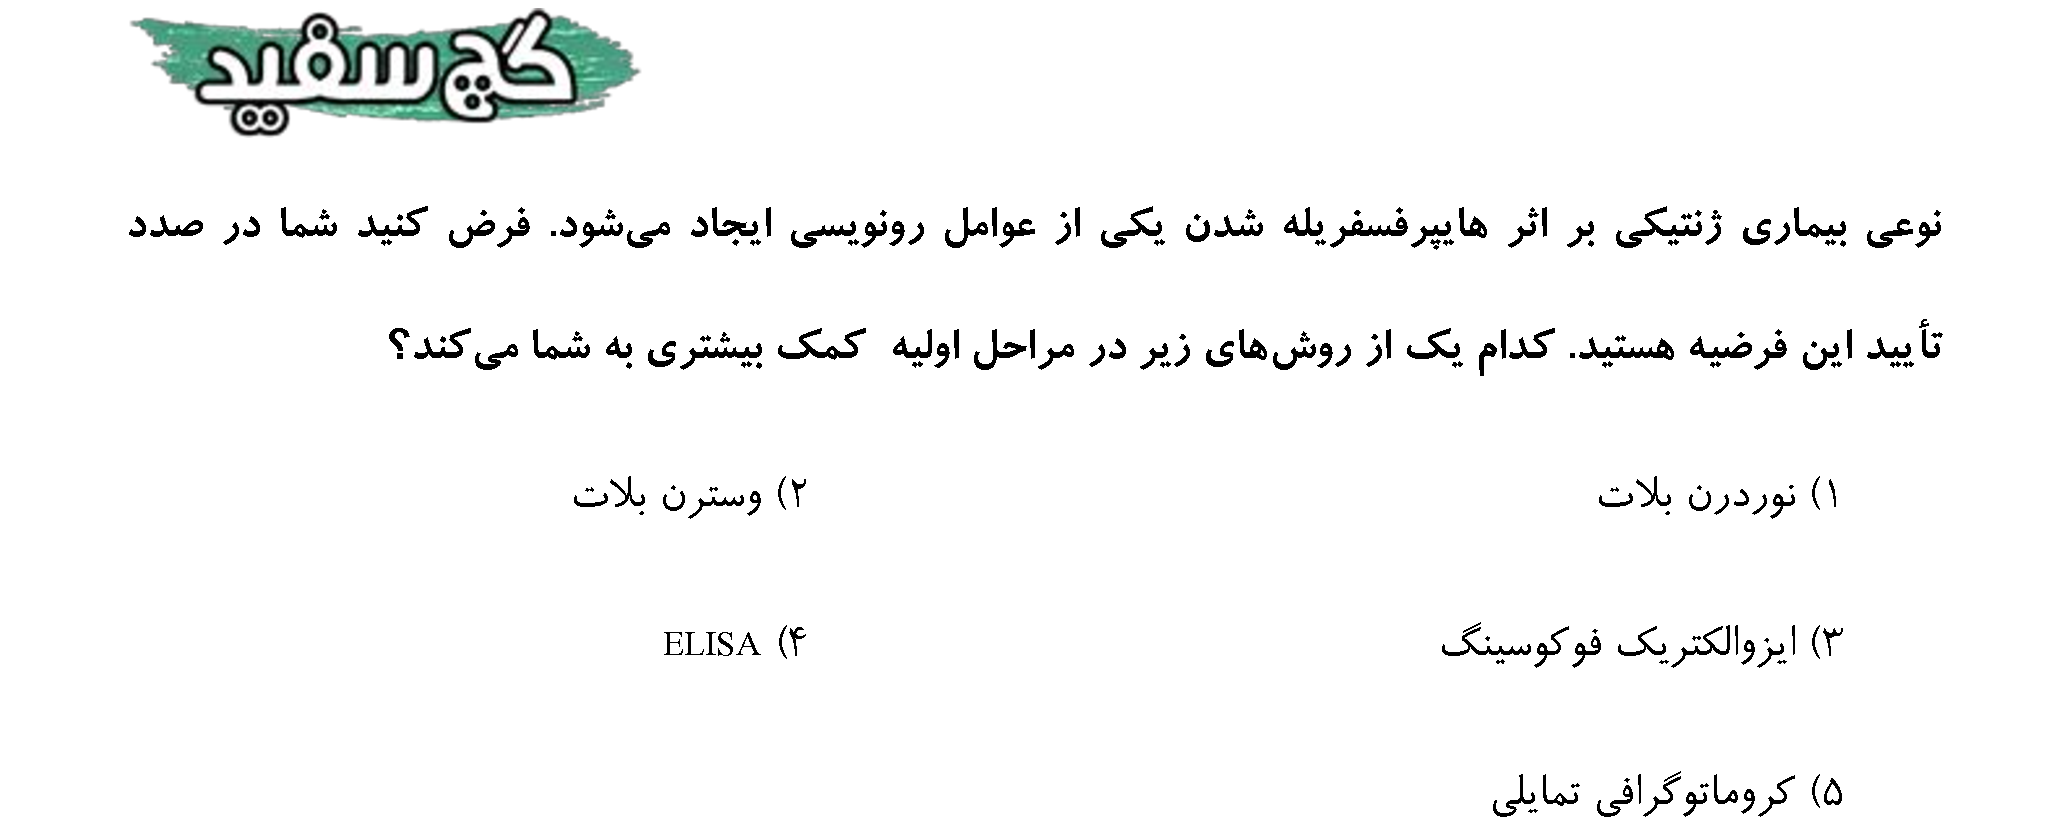 گچ سفید
نوعی بیماری ژنتیکی بر اثر هایپرفسفریله شدن یکی از عوامل رونویسی ایجاد می‌شود. فرض کنید شما در صدد
تأیید این فرضیه هستید. کدام یک از روش‌های زیر در مراحل اولیه کمک بیشتری به شما می‌کند؟
۱) نوردرن بلات ۲) وسترن بلات
۳) ایزوالکتریک فوکوسینگ ۴) ELISA
۵) کروماتوگرافی تمایلی